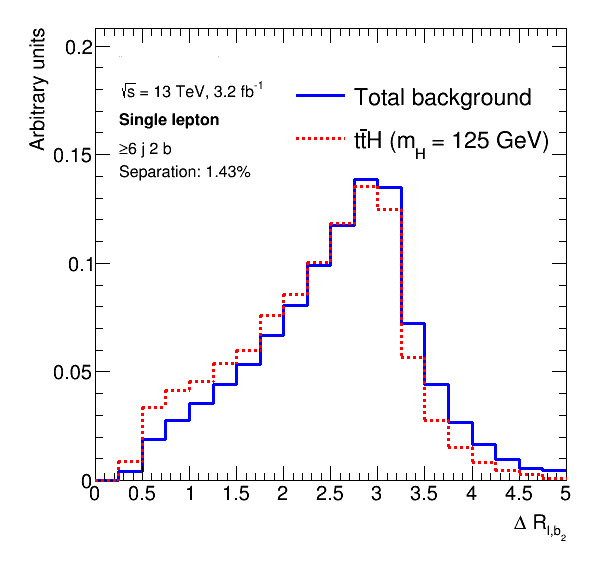 Arbitrary units
0.2
0.15
0.1
0.05
0
√s = 13 TeV, 3.2 fb⁻¹
Single lepton
≥6 j 2 b
Separation: 1.43%
Total background
tt̄H (m_H = 125 GeV)
0 0.5 1 1.5 2 2.5 3 3.5 4 4.5 5
Δ R_l,b₂